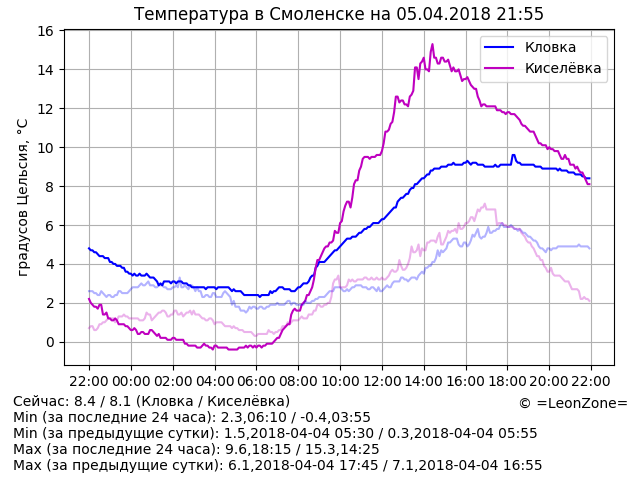 Температура в Смоленске на 05.04.2018 21:55
Кловка
Киселёвка
градусов Цельсия, °C
16
14
12
10
8
6
4
2
0
22:00 00:00 02:00 04:00 06:00 08:00 10:00 12:00 14:00 16:00 18:00 20:00 22:00
Сейчас: 8.4 / 8.1 (Кловка / Киселёвка)
© =LeonZone=
Min (за последние 24 часа): 2.3,06:10 / -0.4,03:55
Min (за предыдущие сутки): 1.5,2018-04-04 05:30 / 0.3,2018-04-04 05:55
Max (за последние 24 часа): 9.6,18:15 / 15.3,14:25
Max (за предыдущие сутки): 6.1,2018-04-04 17:45 / 7.1,2018-04-04 16:55